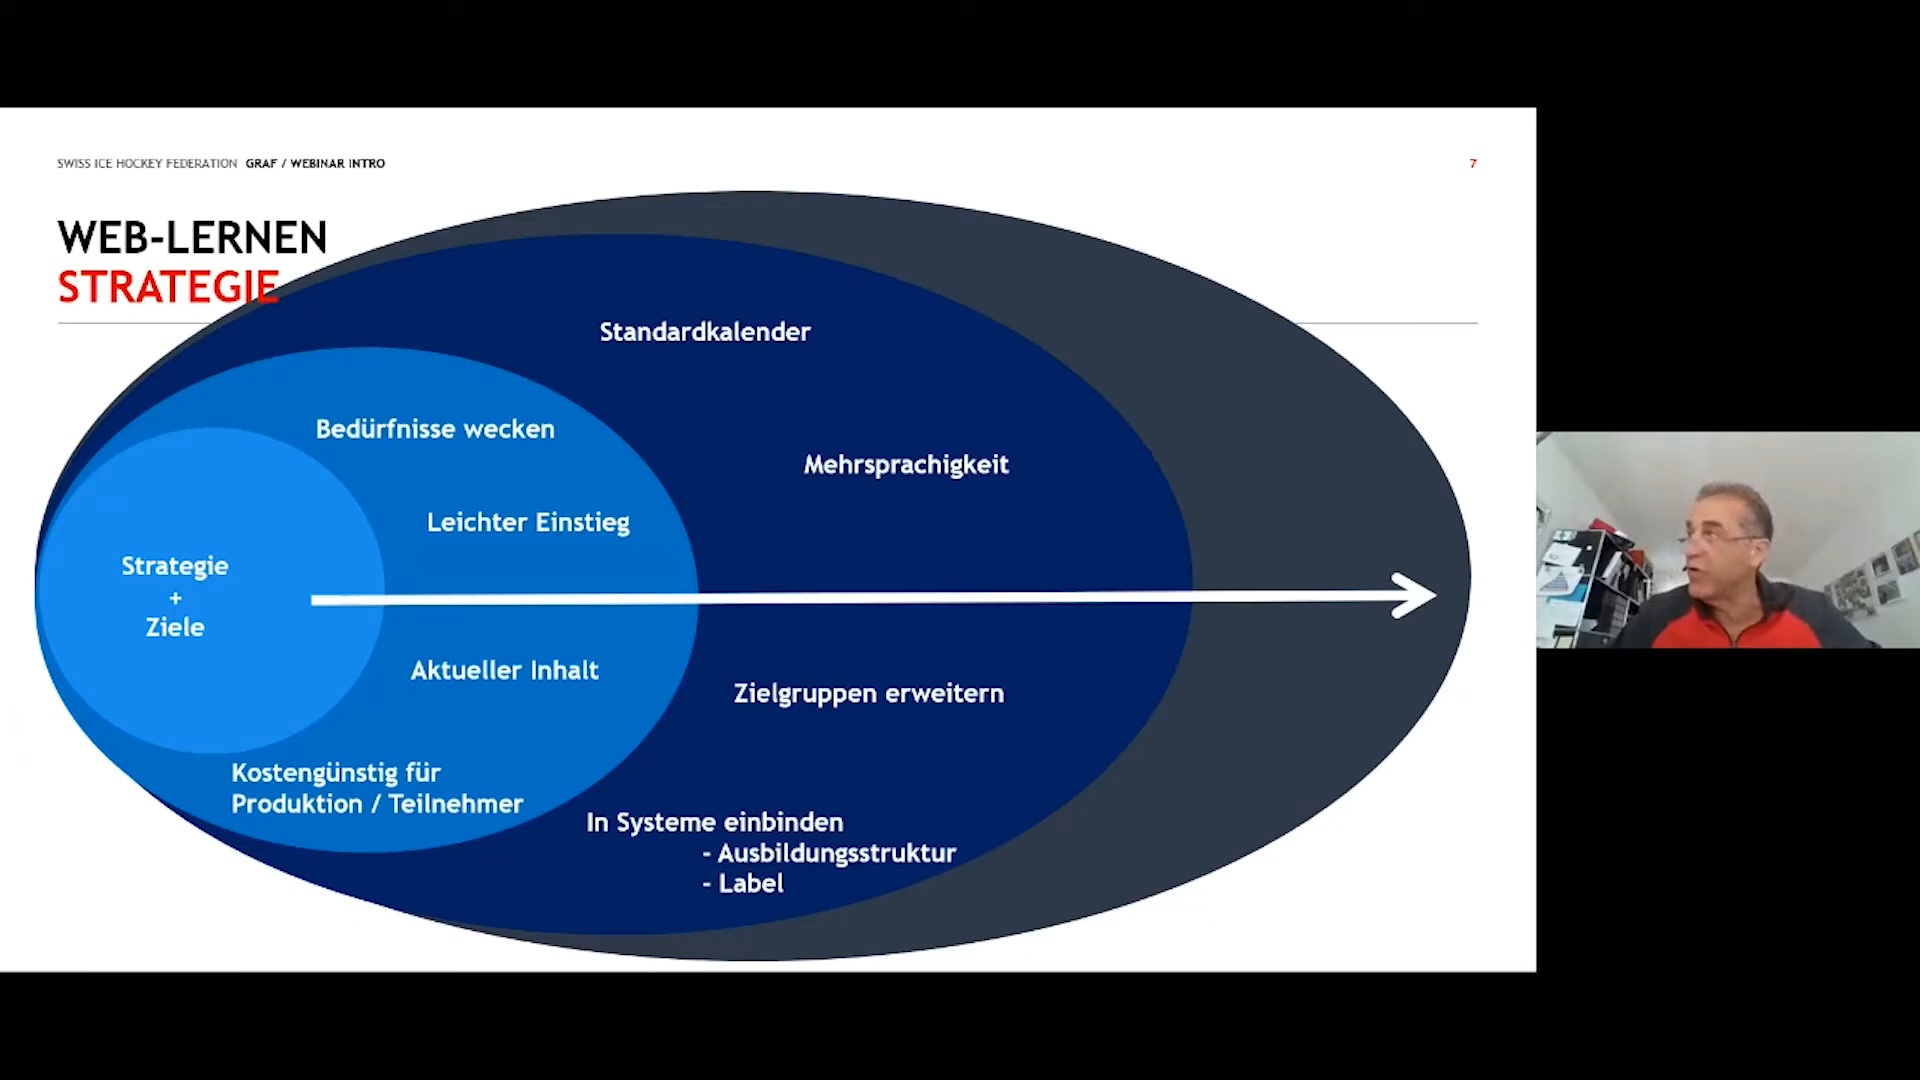 SWISS ICE HOCKEY FEDERATION GRAF / WEBINAR INTRO
7
WEB-LERNEN
STRATEGIE
Standardkalender
Bedürfnisse wecken
Mehrsprachigkeit
Leichter Einstieg
Strategie
+
Ziele
Aktueller Inhalt
Zielgruppen erweitern
Kostengünstig für
Produktion / Teilnehmer
In Systeme einbinden
- Ausbildungsstruktur
- Label